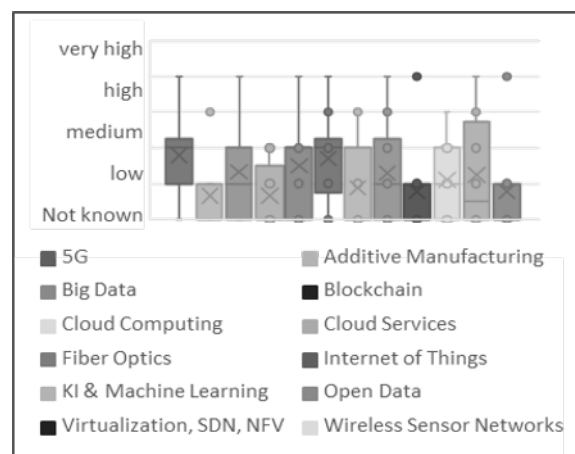 very high
high
medium
low
Not known
5G
Additive Manufacturing
Big Data
Blockchain
Cloud Computing
Cloud Services
Fiber Optics
Internet of Things
KI & Machine Learning
Open Data
Virtualization, SDN, NFV
Wireless Sensor Networks